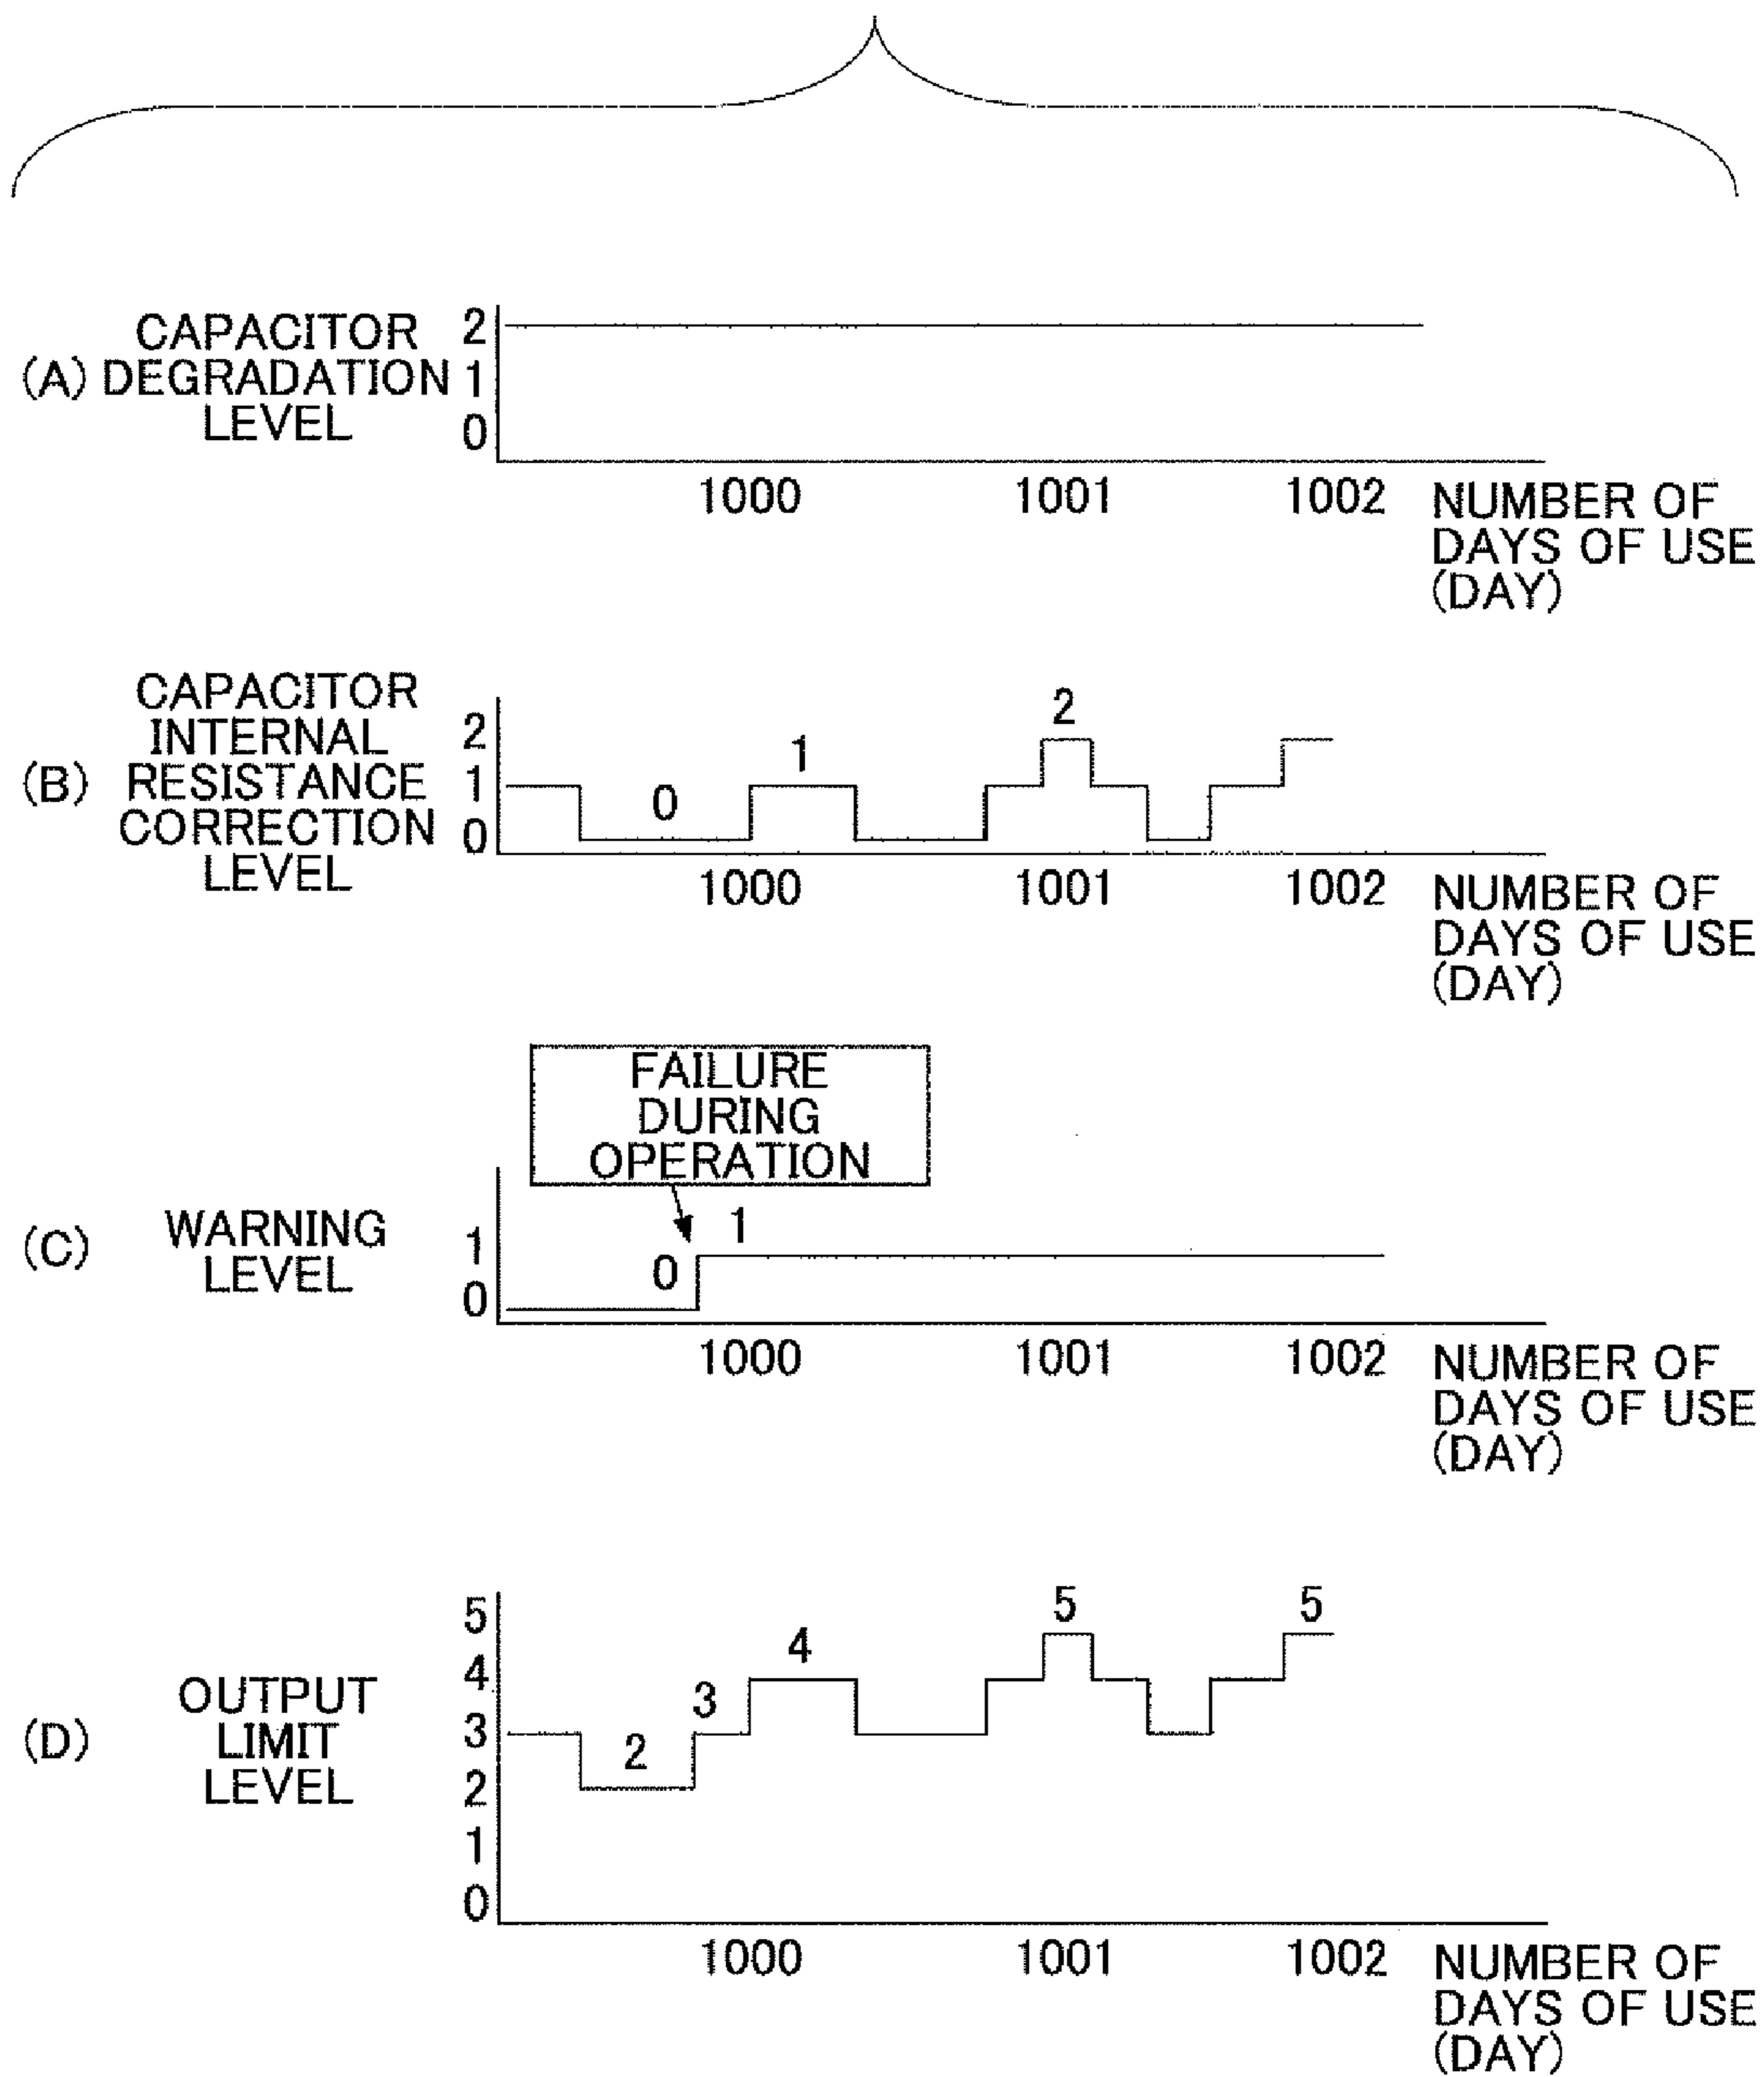 (A) CAPACITOR
DEGRADATION
LEVEL
2
1
0
1000 1001 1002
NUMBER OF
DAYS OF USE
(DAY)
(B) CAPACITOR
INTERNAL
RESISTANCE
CORRECTION
LEVEL
2
1
0
0 1 2
1000 1001 1002
NUMBER OF
DAYS OF USE
(DAY)
FAILURE
DURING
OPERATION
(C) WARNING
LEVEL
1
0
0 1
1000 1001 1002
NUMBER OF
DAYS OF USE
(DAY)
(D) OUTPUT
LIMIT
LEVEL
5
4
3
2
1
0
2 3 4 5 5
1000 1001 1002
NUMBER OF
DAYS OF USE
(DAY)